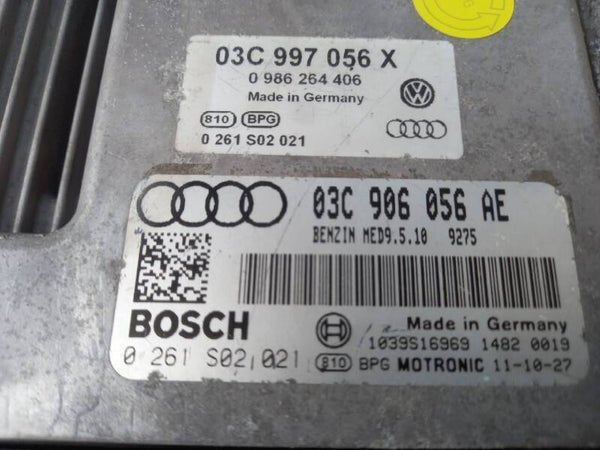 03C 997 056 X
0 986 264 406
Made in Germany
810 BPG
0 261 S02 021
03C 906 056 AE
BENZIN MED9.5.10 9275
BOSCH
Made in Germany
1039S16969 1482 0019
0 261 S02 021 810 BPG MOTRONIC 11-10-27